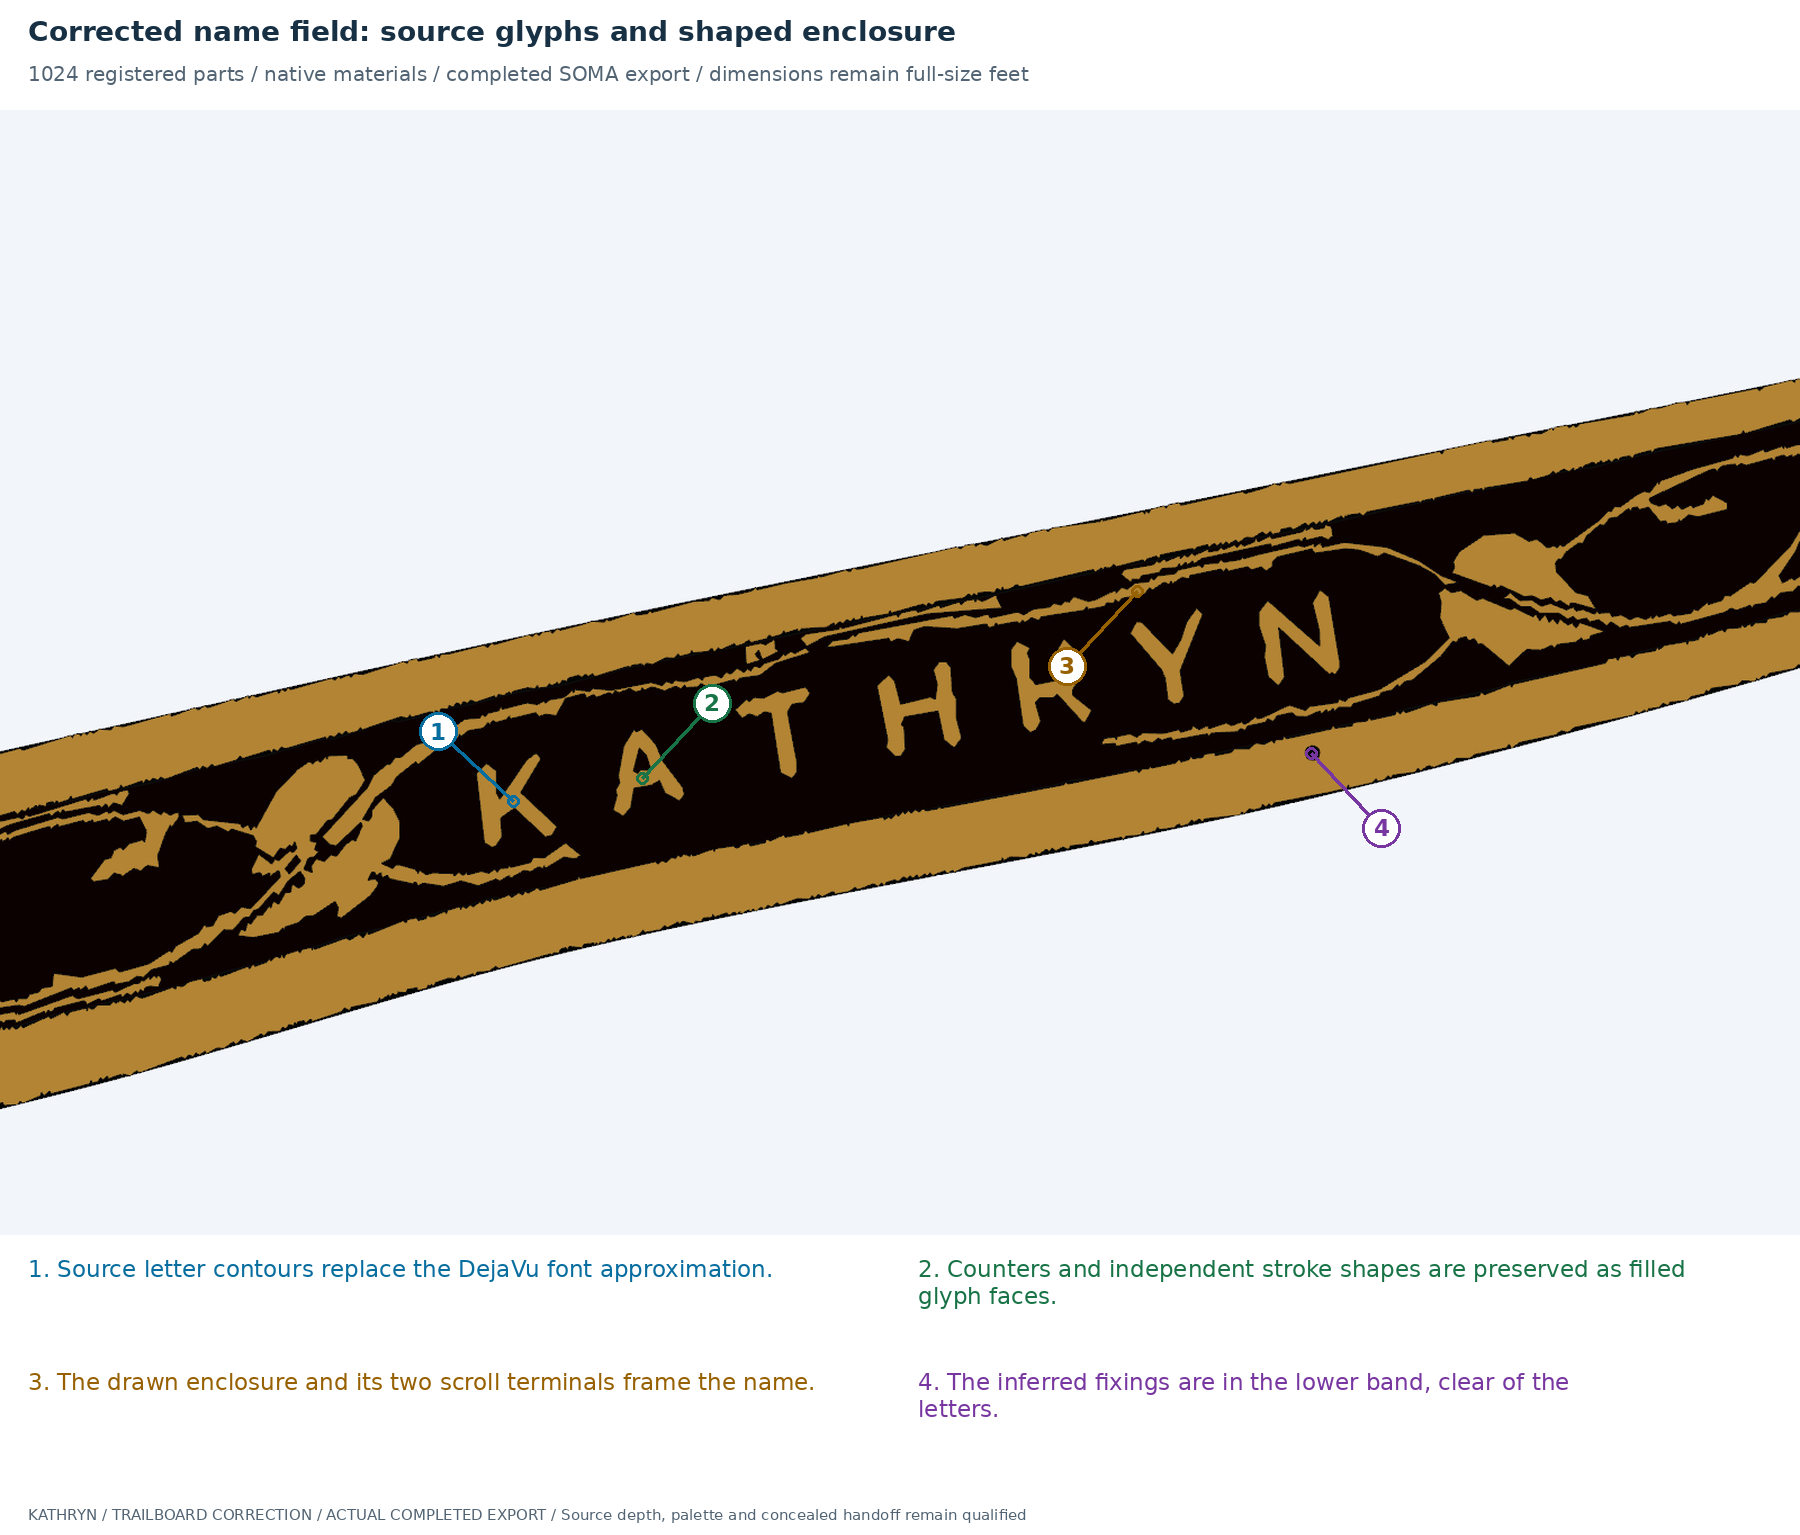 Corrected name field: source glyphs and shaped enclosure
1024 registered parts / native materials / completed SOMA export / dimensions remain full-size feet
KATHRYN
1
2
3
4
1. Source letter contours replace the DejaVu font approximation.
2. Counters and independent stroke shapes are preserved as filled
glyph faces.
3. The drawn enclosure and its two scroll terminals frame the name.
4. The inferred fixings are in the lower band, clear of the
letters.
KATHRYN / TRAILBOARD CORRECTION / ACTUAL COMPLETED EXPORT / Source depth, palette and concealed handoff remain qualified